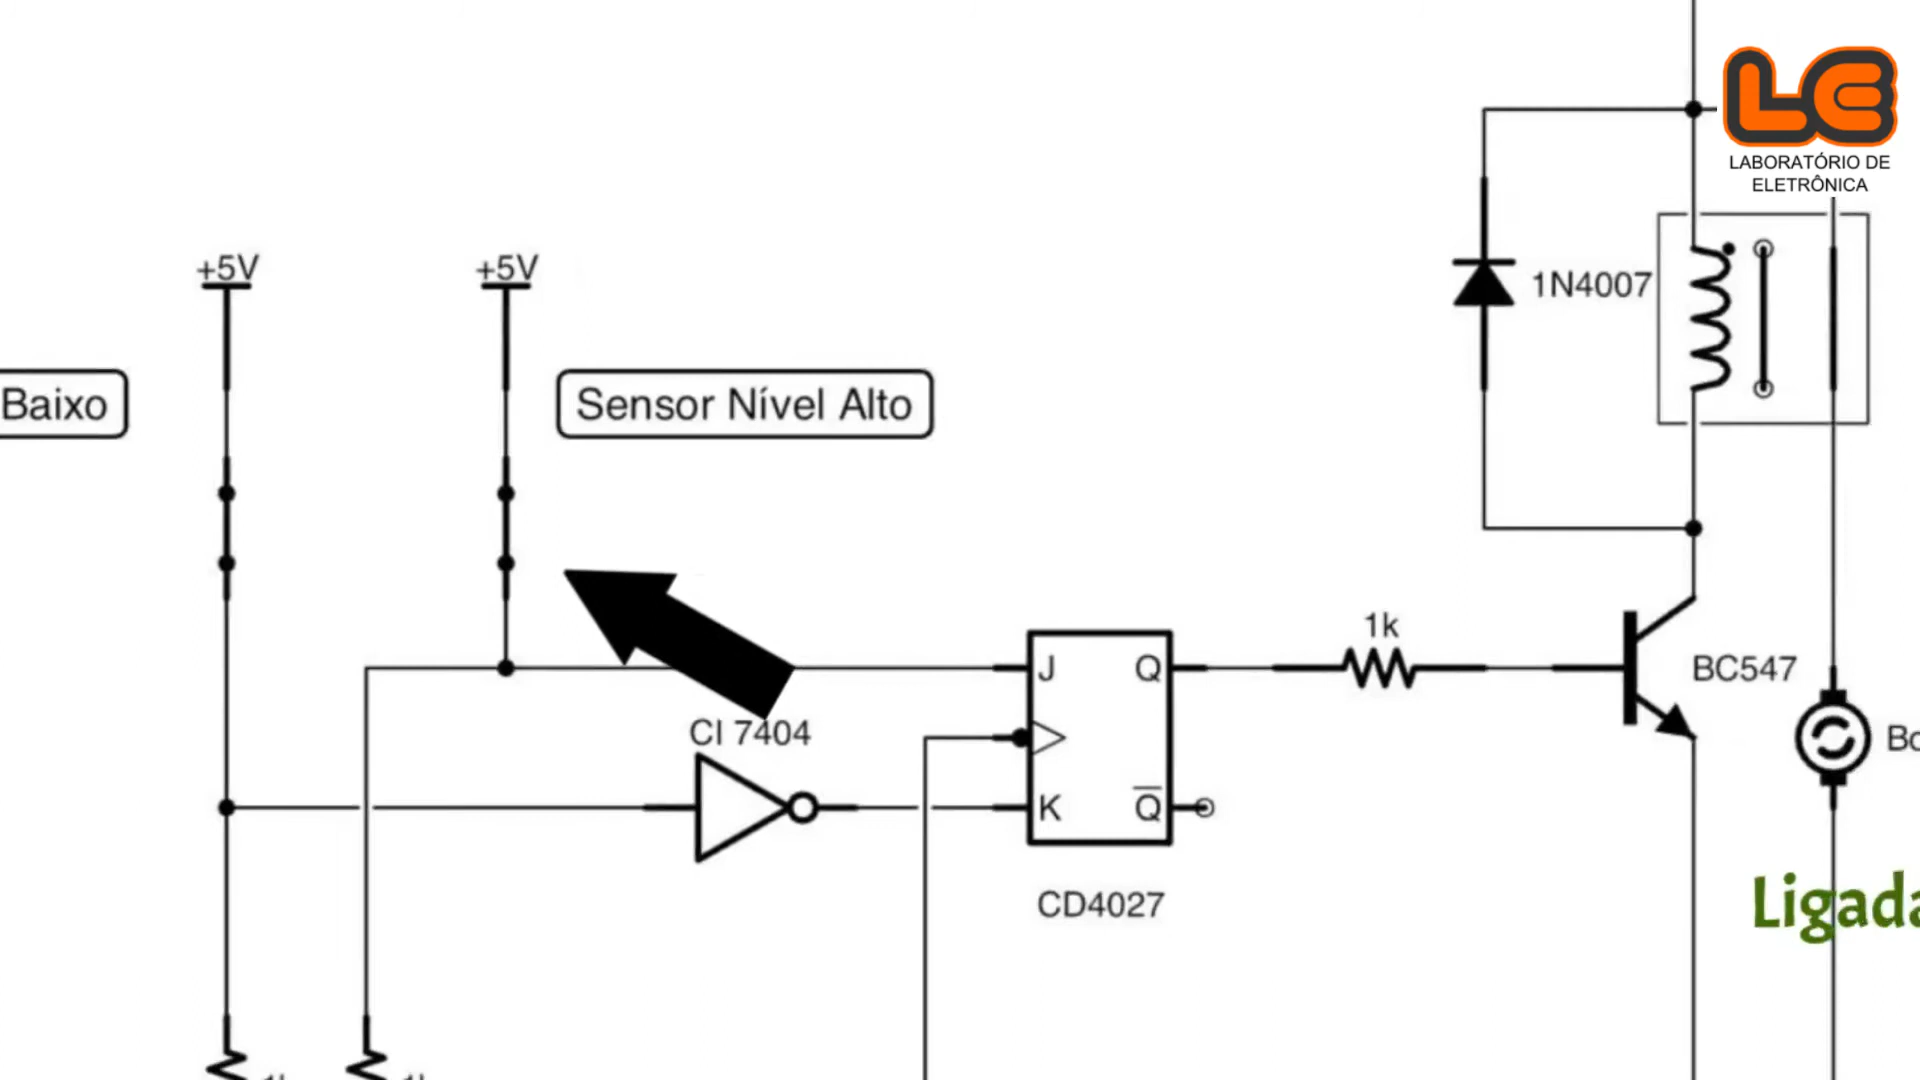 LE
LABORATÓRIO DE
ELETRÔNICA
+5V
+5V
1N4007
Baixo
Sensor Nível Alto
1k
J
Q
BC547
CI 7404
K
Q
CD4027
Ligada